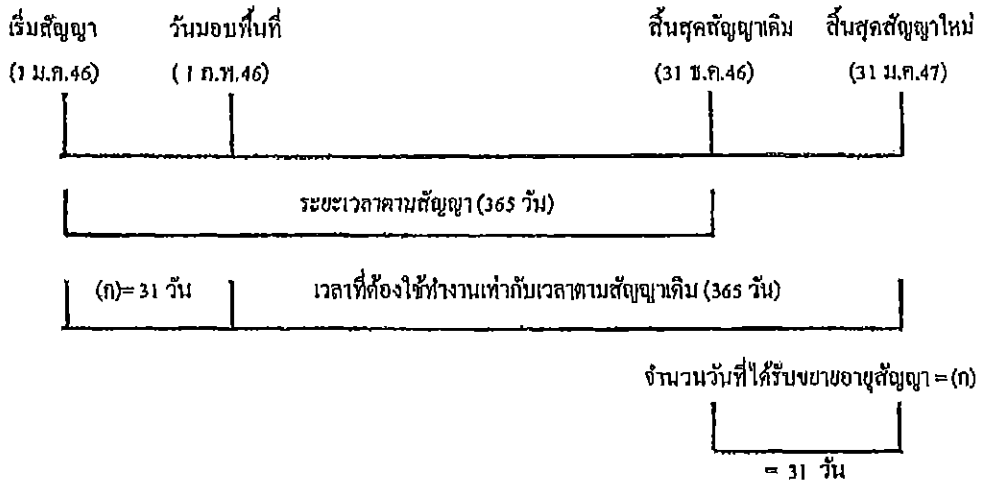 เริ่มสัญญา วันมอบพื้นที่ สิ้นสุดสัญญาเดิม สิ้นสุดสัญญาใหม่
(1 ม.ค.46) (1 ก.พ.46) (31 ธ.ค.46) (31 ม.ค.47)
ระยะเวลาตามสัญญา (365 วัน)
(ก)= 31 วัน เวลาที่ต้องใช้ทำงานเท่ากับเวลาตามสัญญาเดิม (365 วัน)
จำนวนวันที่ได้รับขยายอายุสัญญา = (ก)
= 31 วัน